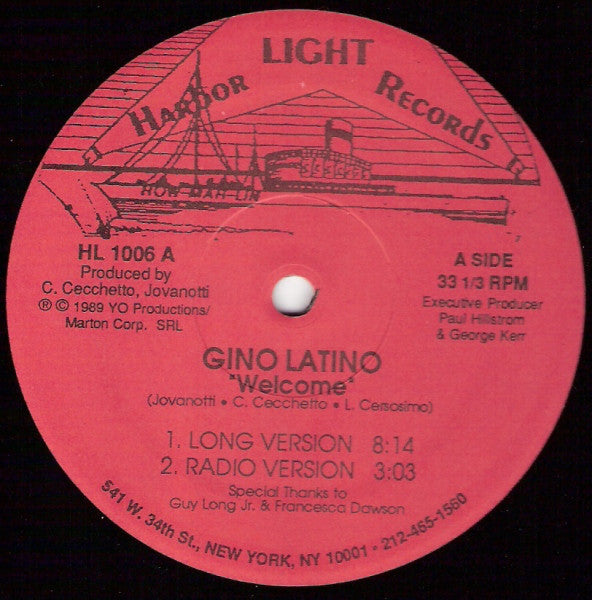 HARBOR LIGHT RECORDS
HOW-MAH-LIN
HL 1006 A
Produced by
C. Cecchetto, Jovanotti
℗ © 1989 YO Productions/
Marton Corp. SRL
A SIDE
33 1/3 RPM
Executive Producer
Paul Hillstrom
& George Kerr
GINO LATINO
"Welcome"
(Jovanotti • C. Cecchetto • L. Cersosimo)
1. LONG VERSION 8:14
2. RADIO VERSION 3:03
Special Thanks to
Guy Long Jr. & Francesca Dawson
541 W. 34th St., NEW YORK, NY 10001 • 212-465-1560